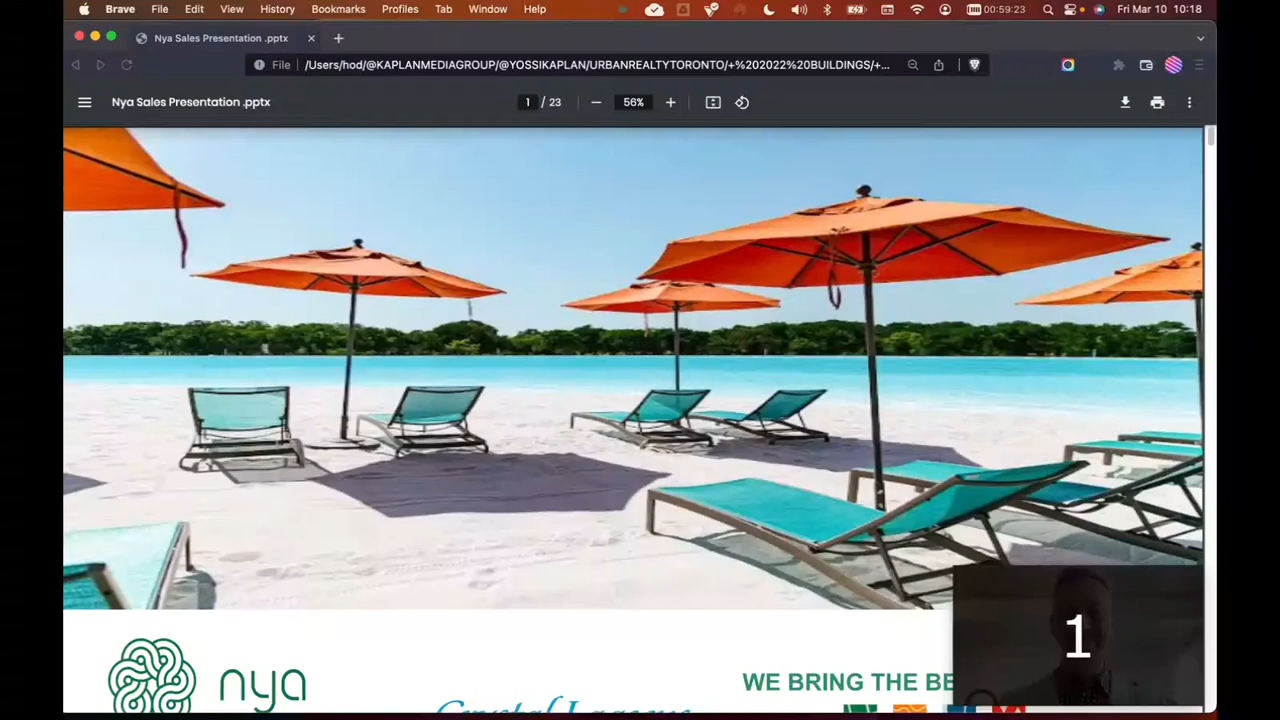 Brave File Edit View History Bookmarks Profiles Tab Window Help 00:59:23 Fri Mar 10 10:18
Nya Sales Presentation .pptx
File /Users/hod/@KAPLANMEDIAGROUP/@YOSSIKAPLAN/URBANREALTYTORONTO/+%202022%20BUILDINGS/+...
Nya Sales Presentation .pptx 1 / 23 56%
nya
WE BRING THE BE
Crystal Lagoons
1